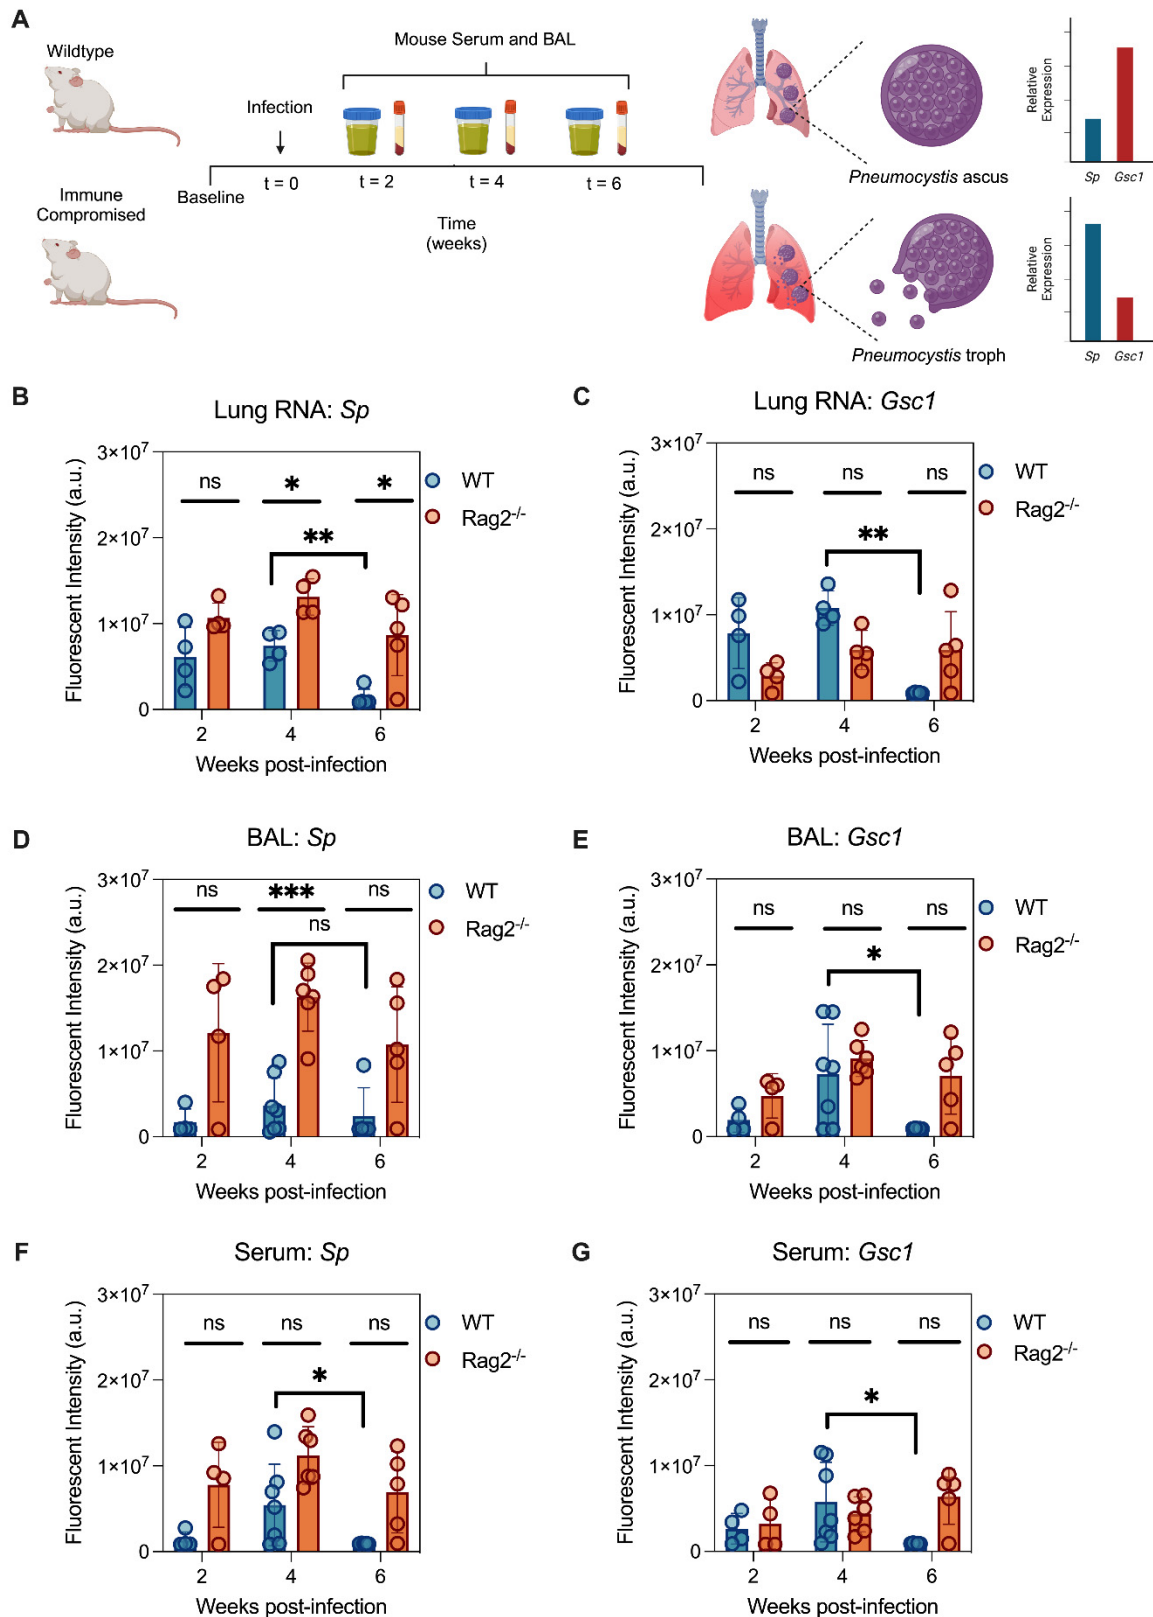 A
Wildtype
Immune
Compromised
Mouse Serum and BAL
Infection
Baseline
t = 0
t = 2
t = 4
t = 6
Time
(weeks)
Pneumocystis ascus
Relative
Expression
Sp
Gsc1
Pneumocystis troph
Relative
Expression
Sp
Gsc1
B
Lung RNA: Sp
Fluorescent Intensity (a.u.)
3×10⁷
2×10⁷
1×10⁷
0
ns
*
*
**
WT
Rag2⁻/⁻
2
4
6
Weeks post-infection
C
Lung RNA: Gsc1
Fluorescent Intensity (a.u.)
3×10⁷
2×10⁷
1×10⁷
0
ns
ns
ns
**
WT
Rag2⁻/⁻
2
4
6
Weeks post-infection
D
BAL: Sp
Fluorescent Intensity (a.u.)
3×10⁷
2×10⁷
1×10⁷
0
ns
***
ns
ns
WT
Rag2⁻/⁻
2
4
6
Weeks post-infection
E
BAL: Gsc1
Fluorescent Intensity (a.u.)
3×10⁷
2×10⁷
1×10⁷
0
ns
ns
ns
*
WT
Rag2⁻/⁻
2
4
6
Weeks post-infection
F
Serum: Sp
Fluorescent Intensity (a.u.)
3×10⁷
2×10⁷
1×10⁷
0
ns
ns
ns
*
WT
Rag2⁻/⁻
2
4
6
Weeks post-infection
G
Serum: Gsc1
Fluorescent Intensity (a.u.)
3×10⁷
2×10⁷
1×10⁷
0
ns
ns
ns
*
WT
Rag2⁻/⁻
2
4
6
Weeks post-infection